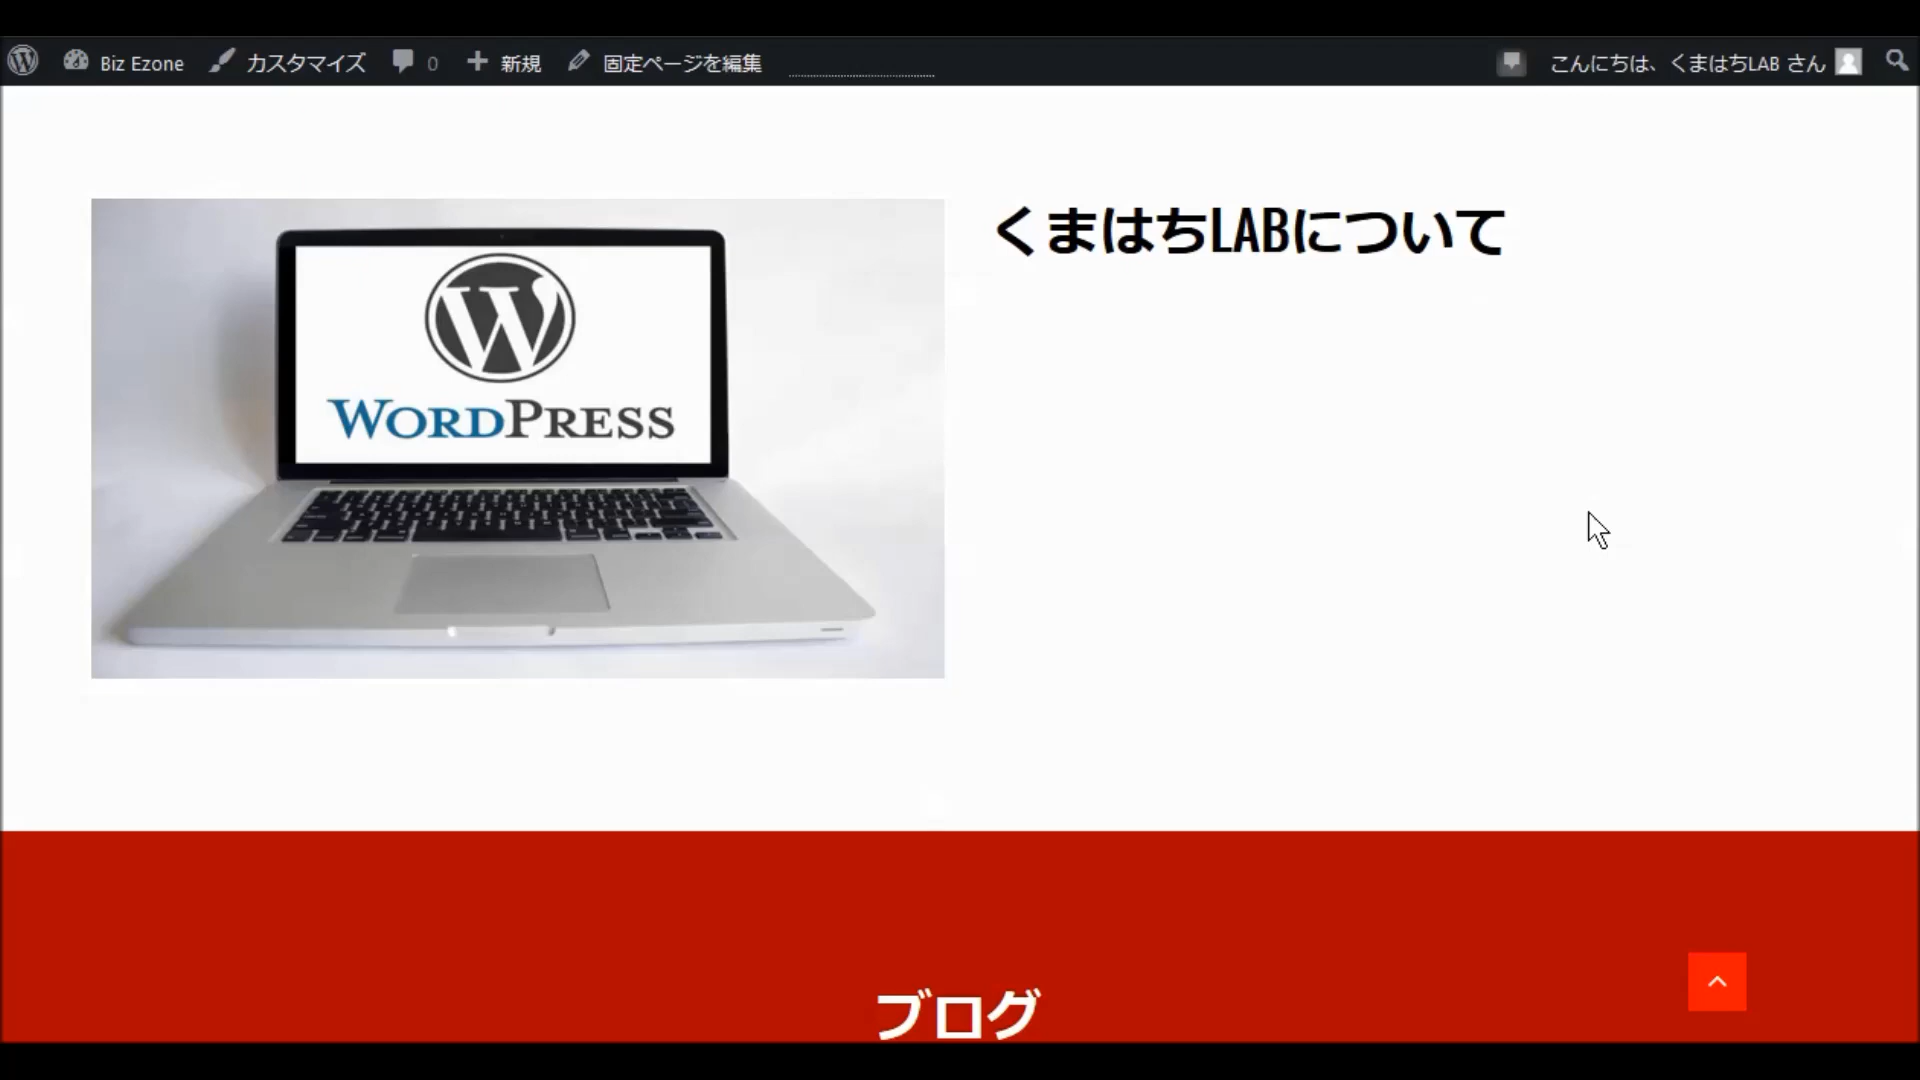 Biz Ezone カスタマイズ 0 新規 固定ページを編集 こんにちは、くまはちLAB さん
くまはちLABについて
W
WORDPRESS
ブログ